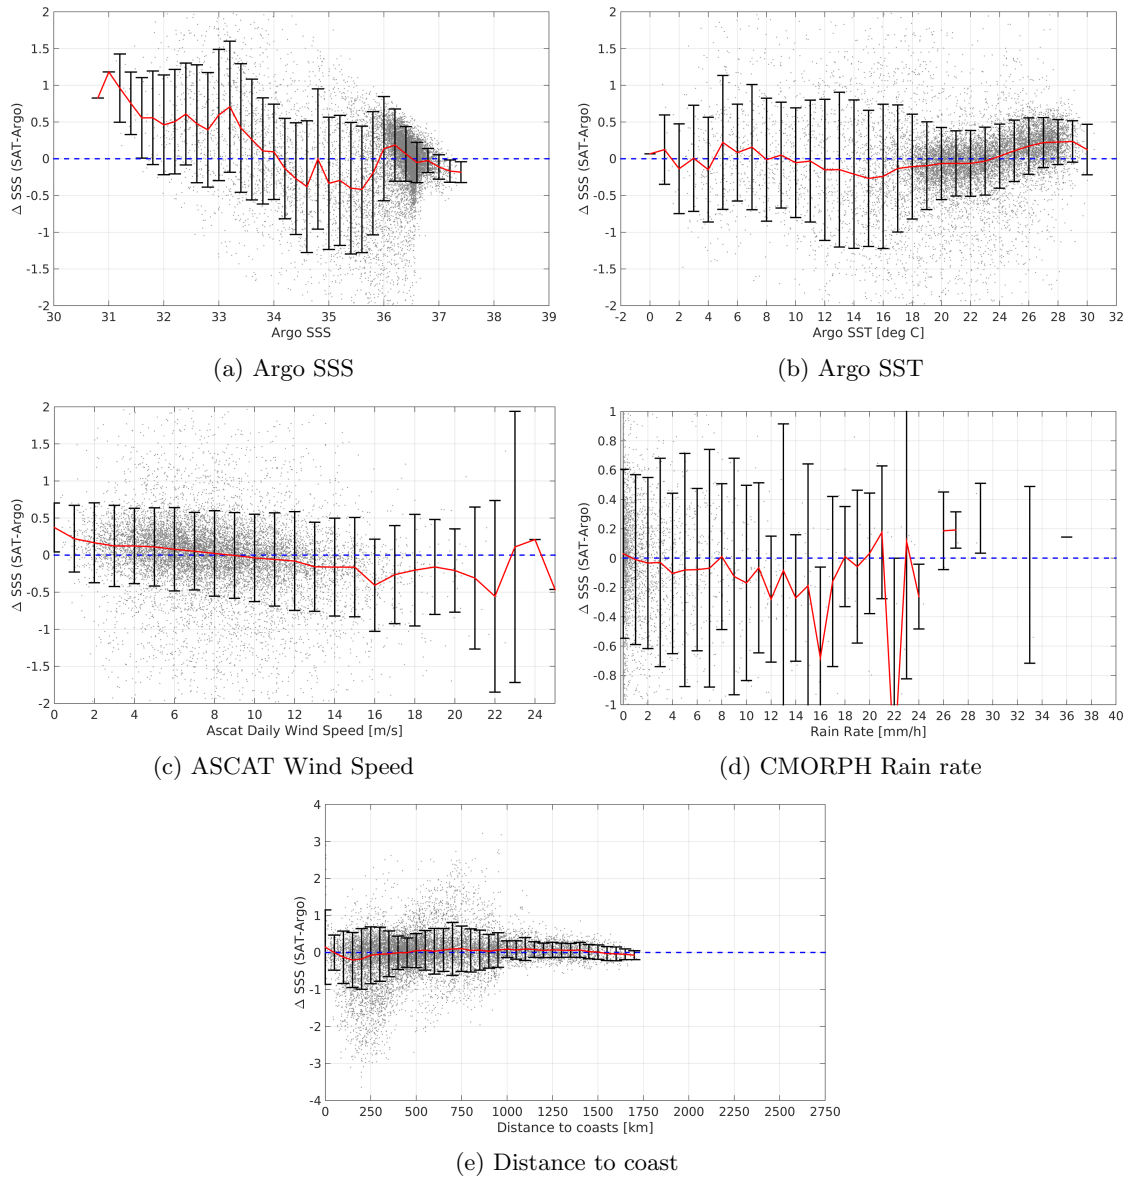 2
1.5
1
0.5
0
-0.5
-1
-1.5
-2
30 31 32 33 34 35 36 37 38 39
Δ SSS (SAT-Argo)
Argo SSS
(a) Argo SSS
2
1.5
1
0.5
0
-0.5
-1
-1.5
-2
-2 0 2 4 6 8 10 12 14 16 18 20 22 24 26 28 30 32
Δ SSS (SAT-Argo)
Argo SST [deg C]
(b) Argo SST
2
1.5
1
0.5
0
-0.5
-1
-1.5
-2
0 2 4 6 8 10 12 14 16 18 20 22 24
Δ SSS (SAT-Argo)
Ascat Daily Wind Speed [m/s]
(c) ASCAT Wind Speed
1
0.8
0.6
0.4
0.2
0
-0.2
-0.4
-0.6
-0.8
-1
0 2 4 6 8 10 12 14 16 18 20 22 24 26 28 30 32 34 36 38 40
Δ SSS (SAT-Argo)
Rain Rate [mm/h]
(d) CMORPH Rain rate
4
3
2
1
0
-1
-2
-3
-4
0 250 500 750 1000 1250 1500 1750 2000 2250 2500 2750
Δ SSS (SAT-Argo)
Distance to coasts [km]
(e) Distance to coast